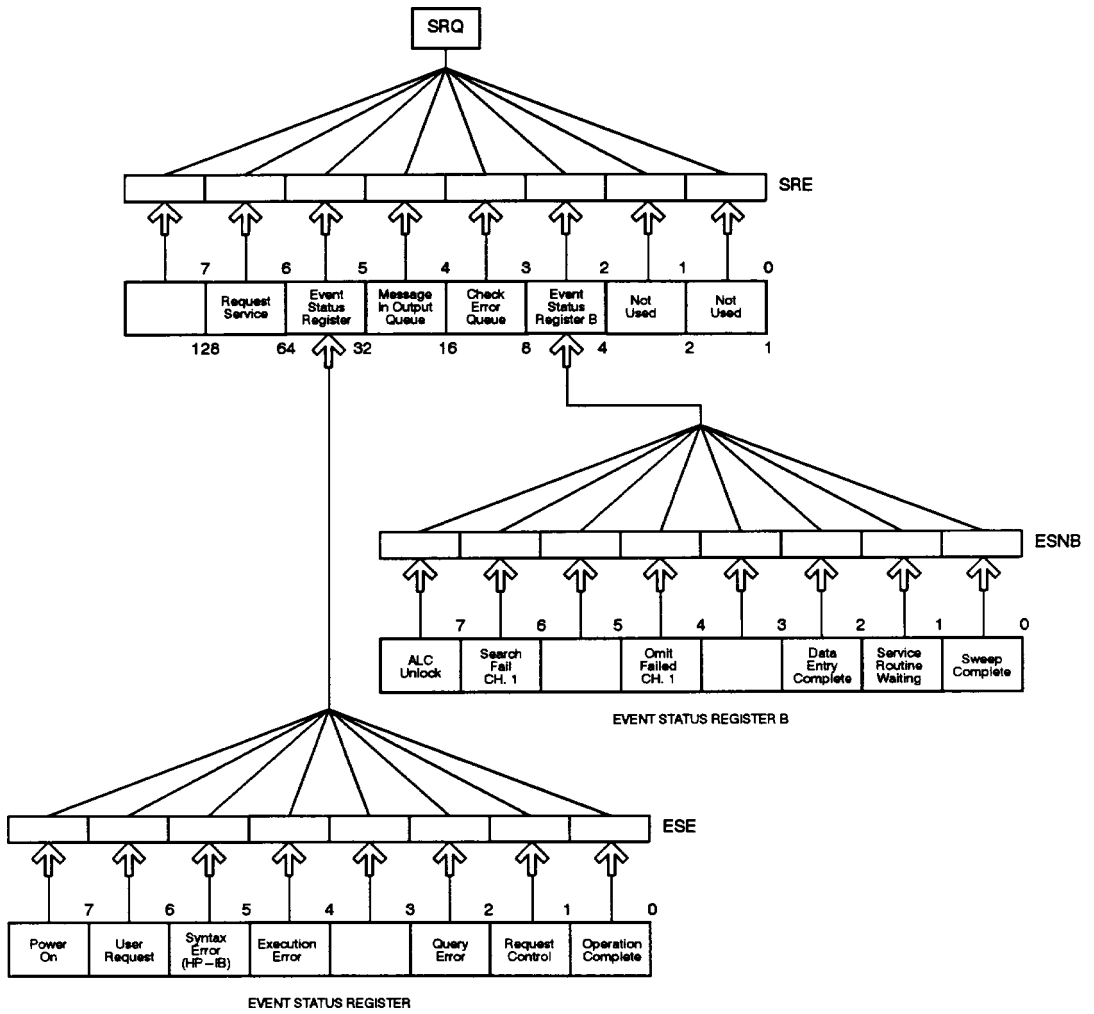 SRQ
SRE
7 6 5 4 3 2 1 0
Request
Service
Event
Status
Register
Message
In Output
Queue
Check
Error
Queue
Event
Status
Register B
Not
Used
Not
Used
128 64 32 16 8 4 2 1
ESNB
7 6 5 4 3 2 1 0
ALC
Unlock
Search
Fail
CH. 1
Omit
Failed
CH. 1
Data
Entry
Complete
Service
Routine
Waiting
Sweep
Complete
EVENT STATUS REGISTER B
ESE
7 6 5 4 3 2 1 0
Power
On
User
Request
Syntax
Error
(HP-IB)
Execution
Error
Query
Error
Request
Control
Operation
Complete
EVENT STATUS REGISTER